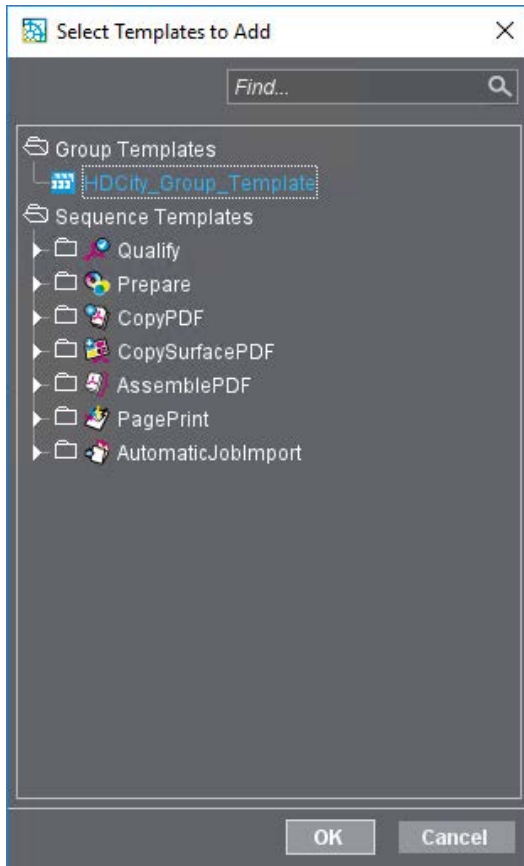 Select Templates to Add
Find...
Group Templates
HDCity_Group_Template
Sequence Templates
Qualify
Prepare
CopyPDF
CopySurfacePDF
AssemblePDF
PagePrint
AutomaticJobImport
OK Cancel